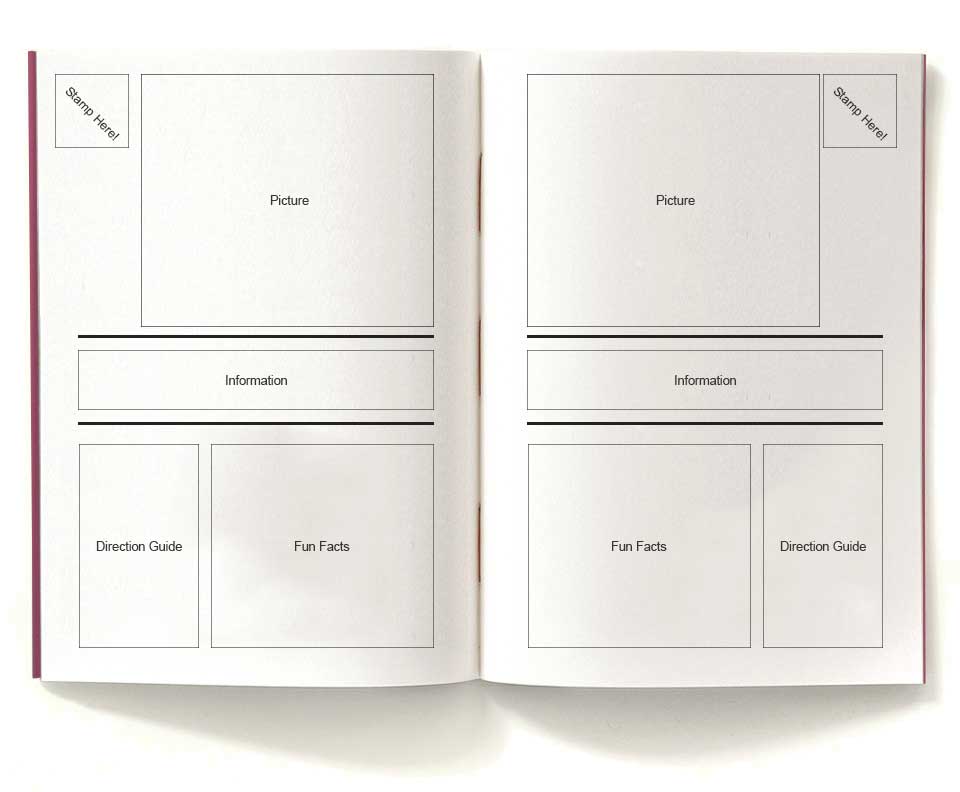 Stamp Here!
Picture
Information
Direction Guide
Fun Facts
Picture
Stamp Here!
Information
Fun Facts
Direction Guide